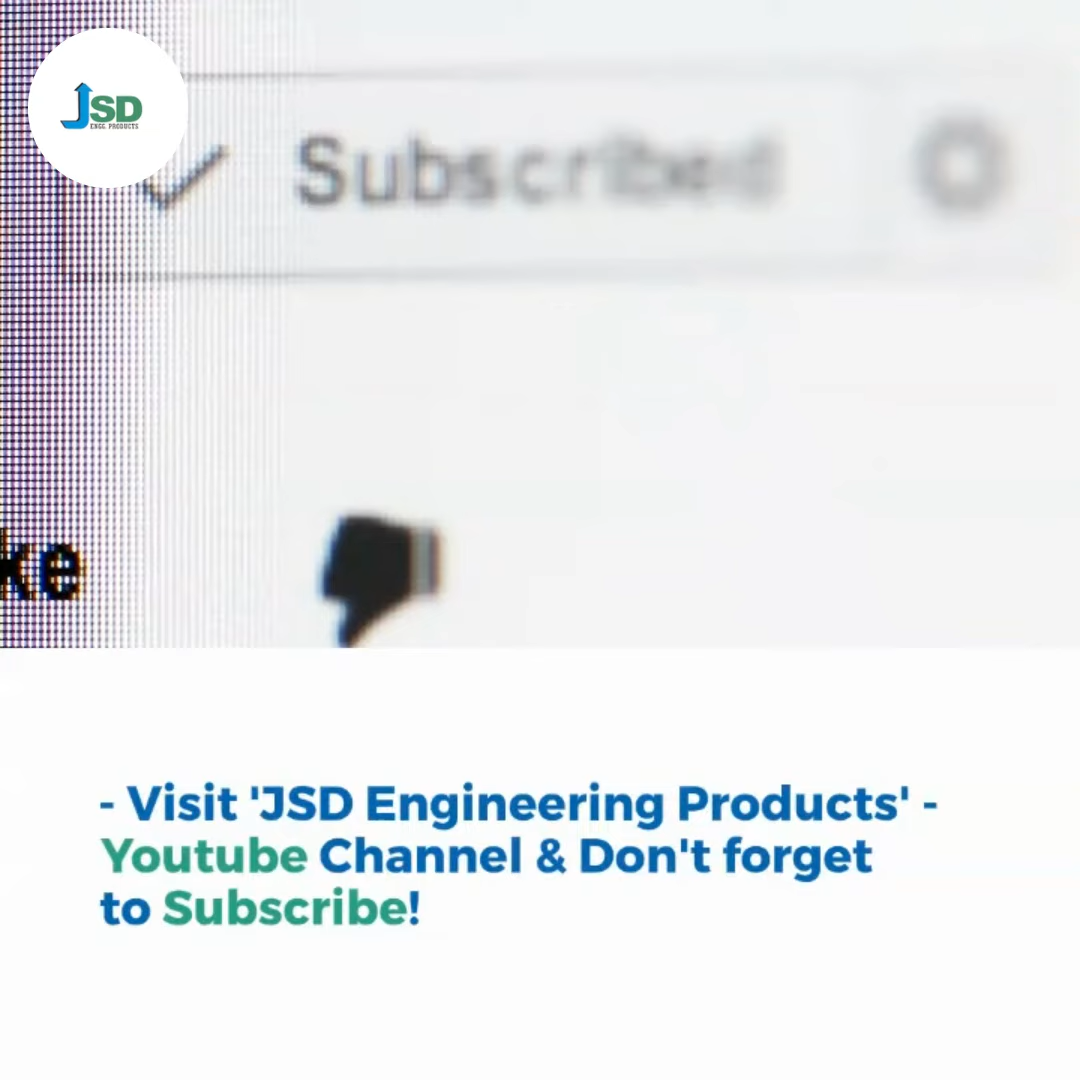 JSD
ENGG. PRODUCTS
Subscribed
ke
- Visit 'JSD Engineering Products' -
Youtube Channel & Don't forget
to Subscribe!